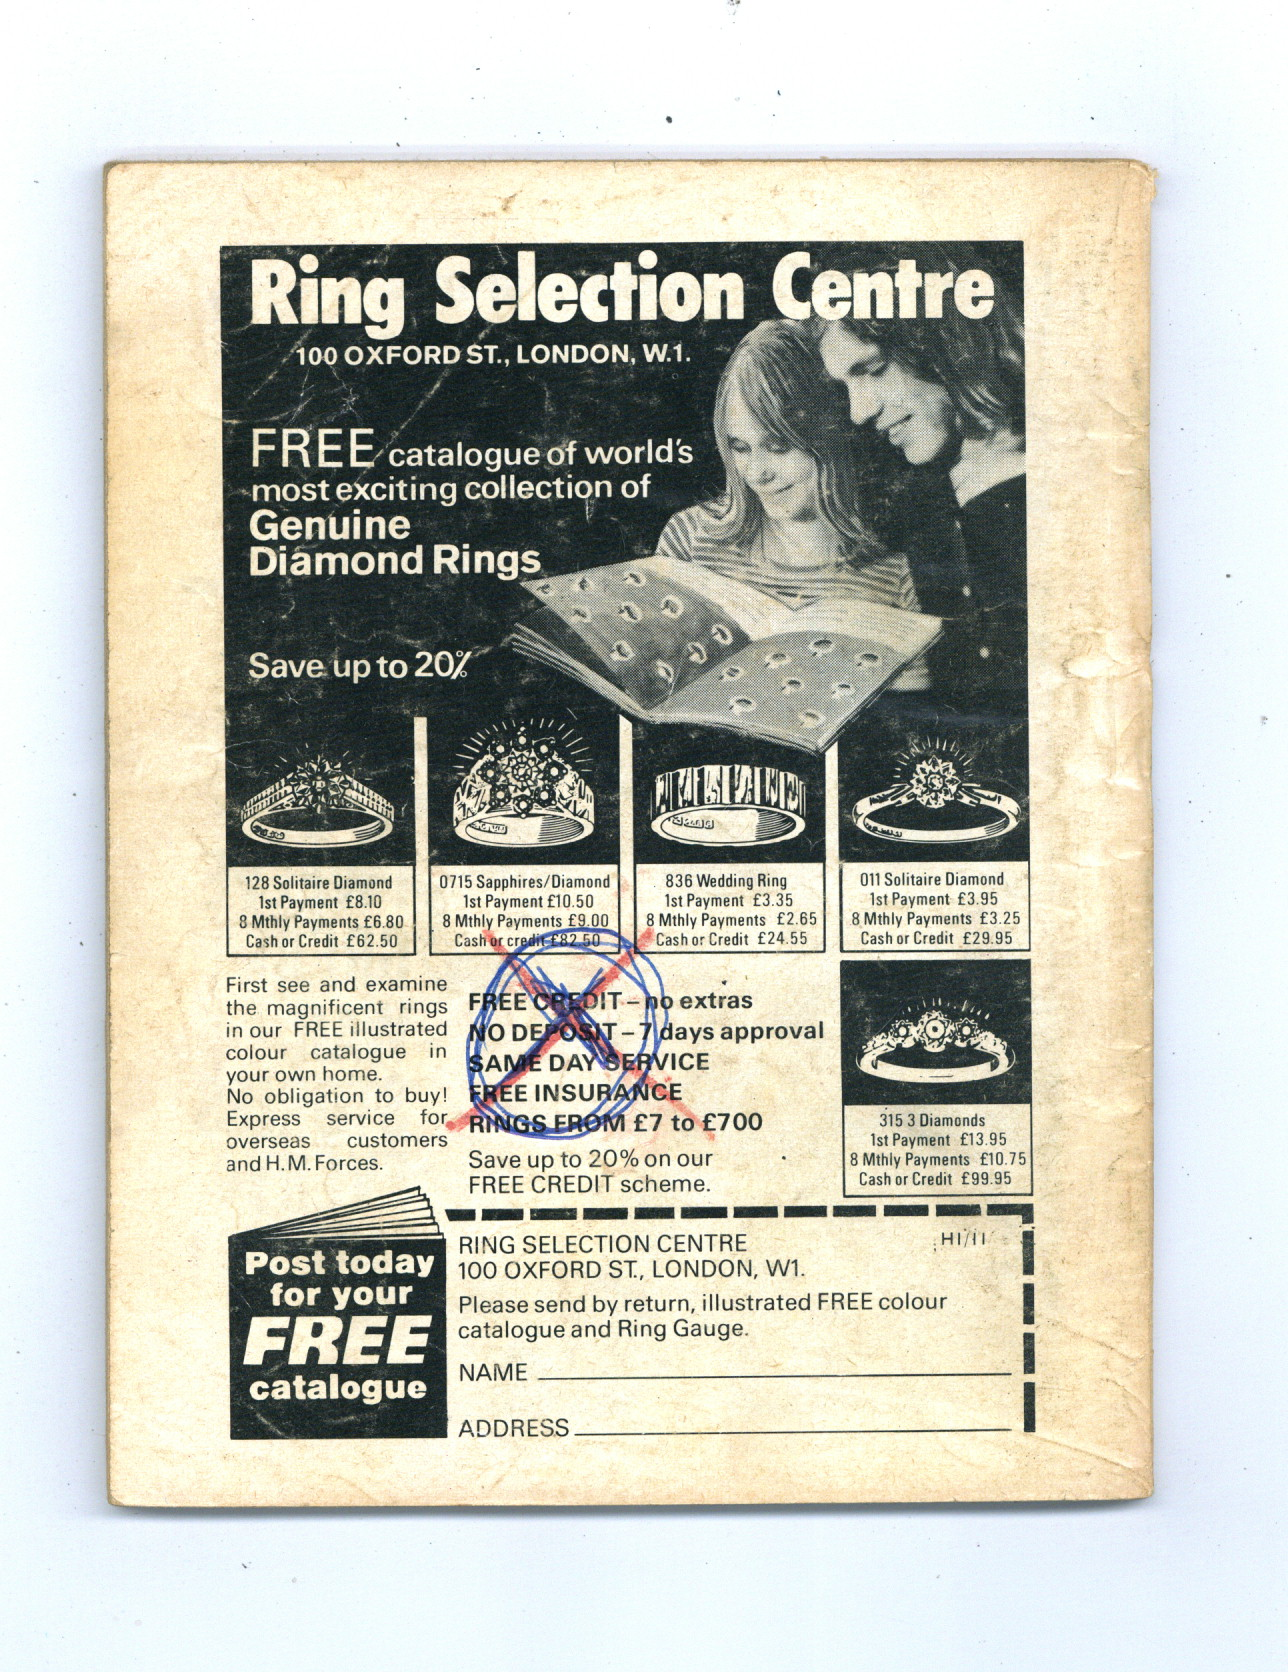 Ring Selection Centre
100 OXFORD ST., LONDON, W.1.
FREE catalogue of world's
most exciting collection of
Genuine
Diamond Rings
Save up to 20%
128 Solitaire Diamond
1st Payment £8.10
8 Mthly Payments £6.80
Cash or Credit £62.50
0715 Sapphires/Diamond
1st Payment £10.50
8 Mthly Payments £9.00
Cash or credit £82.50
836 Wedding Ring
1st Payment £3.35
8 Mthly Payments £2.65
Cash or Credit £24.55
011 Solitaire Diamond
1st Payment £3.95
8 Mthly Payments £3.25
Cash or Credit £29.95
First see and examine
the magnificent rings
in our FREE illustrated
colour catalogue in
your own home.
No obligation to buy!
Express service for
overseas customers
and H.M. Forces.
FREE CREDIT – no extras
NO DEPOSIT – 7 days approval
SAME DAY SERVICE
FREE INSURANCE
RINGS FROM £7 to £700
Save up to 20% on our
FREE CREDIT scheme.
315 3 Diamonds
1st Payment £13.95
8 Mthly Payments £10.75
Cash or Credit £99.95
Post today
for your
FREE
catalogue
RING SELECTION CENTRE
100 OXFORD ST., LONDON, W1.
HI/II
Please send by return, illustrated FREE colour
catalogue and Ring Gauge.
NAME
ADDRESS